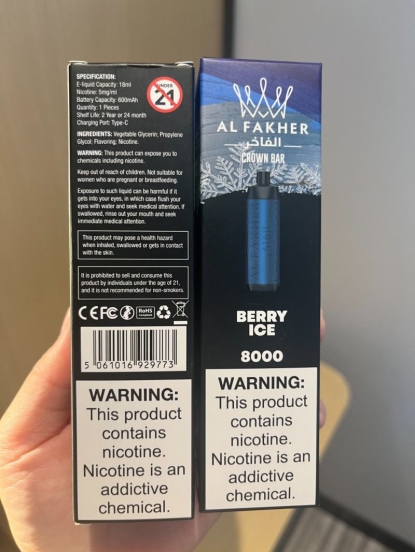 SPECIFICATION:
E-liquid Capacity: 18ml
Nicotine: 5mg/ml
Battery Capacity: 600mAh
Quantity: 1 Pieces
Shelf Life: 2 Year or 24 month
Charging Port: Type-C
UNDER
21
INGREDIENTS: Vegetable Glycerin; Propylene
Glycol; Flavoring; Nicotine.
WARNING: This product can expose you to
chemicals including nicotine.
Keep out of reach of children. Not suitable for
women who are pregnant or breastfeeding.
Exposure to such liquid can be harmful if it
gets into your eyes, in which case flush your
eyes with water and seek medical attention. If
swallowed, rinse out your mouth and seek
immediate medical attention.
This product may pose a health hazard
when inhaled, swallowed or gets in contact
with the skin.
It is prohibited to sell and consume this
product by individuals under the age of 21,
and it is not recommended for non-smokers.
CE FC RoHS
5 061016 929773
WARNING:
This product
contains
nicotine.
Nicotine is an
addictive
chemical.
AL FAKHER
الفاخر
CROWN BAR
AL FAKHER
BERRY
ICE
8000
WARNING:
This product
contains
nicotine.
Nicotine is an
addictive
chemical.